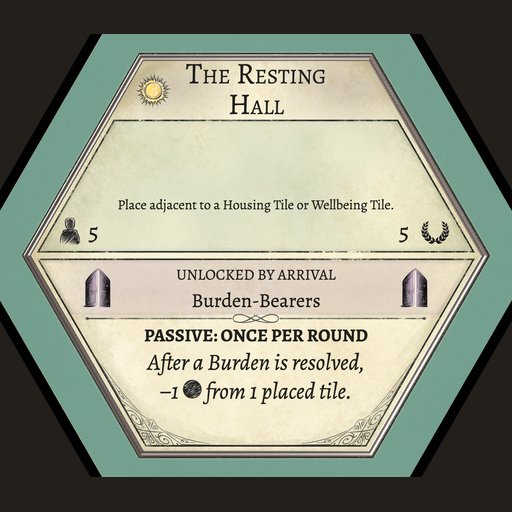 The Resting
Hall
Place adjacent to a Housing Tile or Wellbeing Tile.
5 5
UNLOCKED BY ARRIVAL
Burden-Bearers
PASSIVE: ONCE PER ROUND
After a Burden is resolved,
–1 from 1 placed tile.